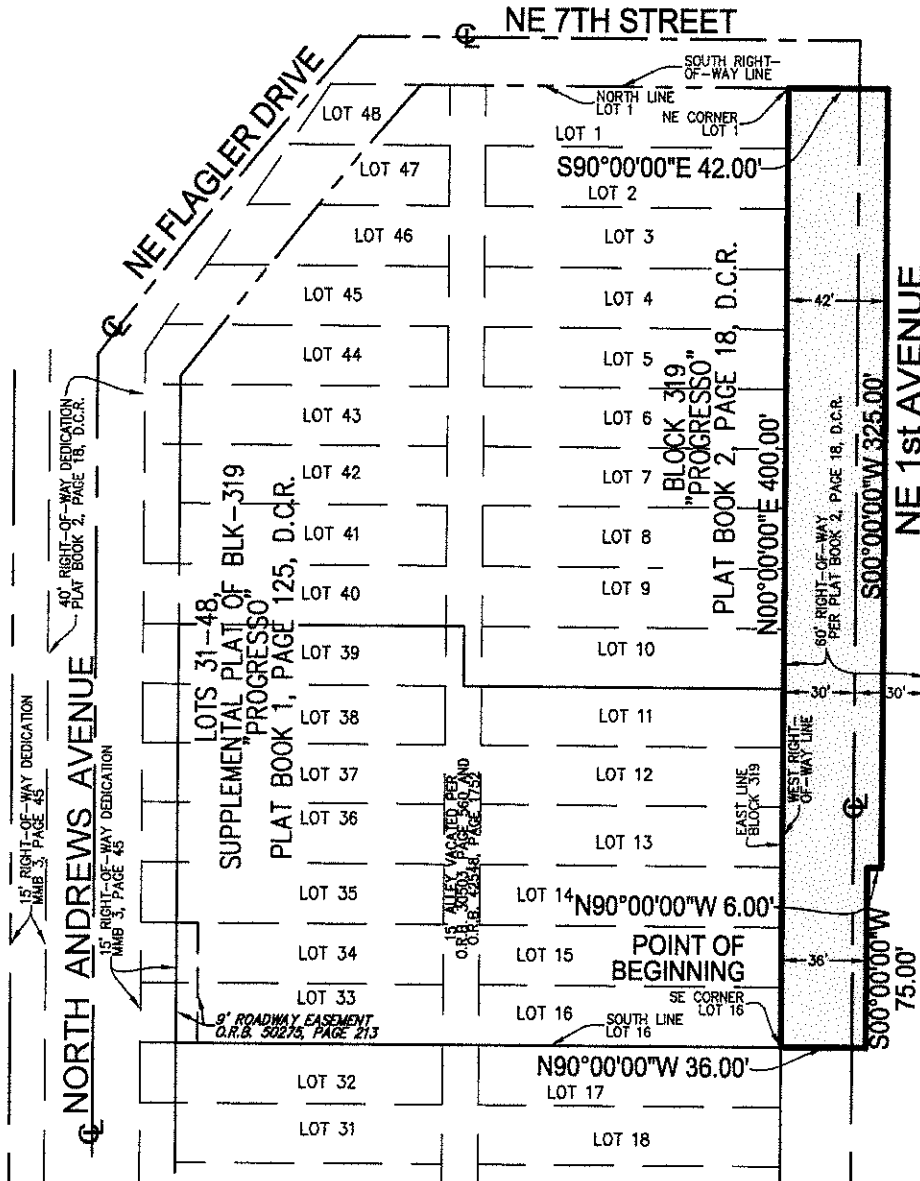 NE 7TH STREET
SOUTH RIGHT-
OF-WAY LINE
NORTH LINE
LOT 1
NE CORNER
LOT 1
NE FLAGLER DRIVE
LOT 48
LOT 1
S90°00'00"E 42.00'
LOT 47
LOT 2
LOT 46
LOT 3
LOT 45
LOT 4
42'
LOT 44
LOT 5
LOT 43
LOT 6
LOT 42
LOT 7
LOT 41
LOT 8
LOT 40
LOT 9
LOT 39
LOT 10
LOT 38
LOT 11
LOT 37
LOT 12
LOT 36
LOT 13
LOT 35
LOT 14
LOT 34
LOT 15
LOT 33
LOT 16
LOT 32
LOT 17
LOT 31
LOT 18
BLOCK 319
"PROGRESSO"
PLAT BOOK 2, PAGE 18, D.C.R.
N00°00'00"E 400.00'
60' RIGHT-OF-WAY
PER PLAT BOOK 2, PAGE 18, D.C.R.
S00°00'00"W 325.00'
NE 1st AVENUE
30'
30'
EAST LINE
BLOCK 319
WEST RIGHT-
OF-WAY LINE
N90°00'00"W 6.00'
POINT OF
BEGINNING
36'
SE CORNER
LOT 16
SOUTH LINE
LOT 16
S00°00'00"W
75.00'
N90°00'00"W 36.00'
LOTS 31-48,
SUPPLEMENTAL PLAT OF BLK-319
"PROGRESSO"
PLAT BOOK 1, PAGE 125, D.C.R.
15' ALLEY VACATED PER
O.R.B. 30503, PAGE 560 AND
O.R.B. 42548, PAGE 1752
40' RIGHT-OF-WAY DEDICATION
PLAT BOOK 2, PAGE 18, D.C.R.
15' RIGHT-OF-WAY DEDICATION
MMB 3, PAGE 45
NORTH ANDREWS AVENUE
15' RIGHT-OF-WAY DEDICATION
MMB 3, PAGE 45
9' ROADWAY EASEMENT
O.R.B. 50275, PAGE 213